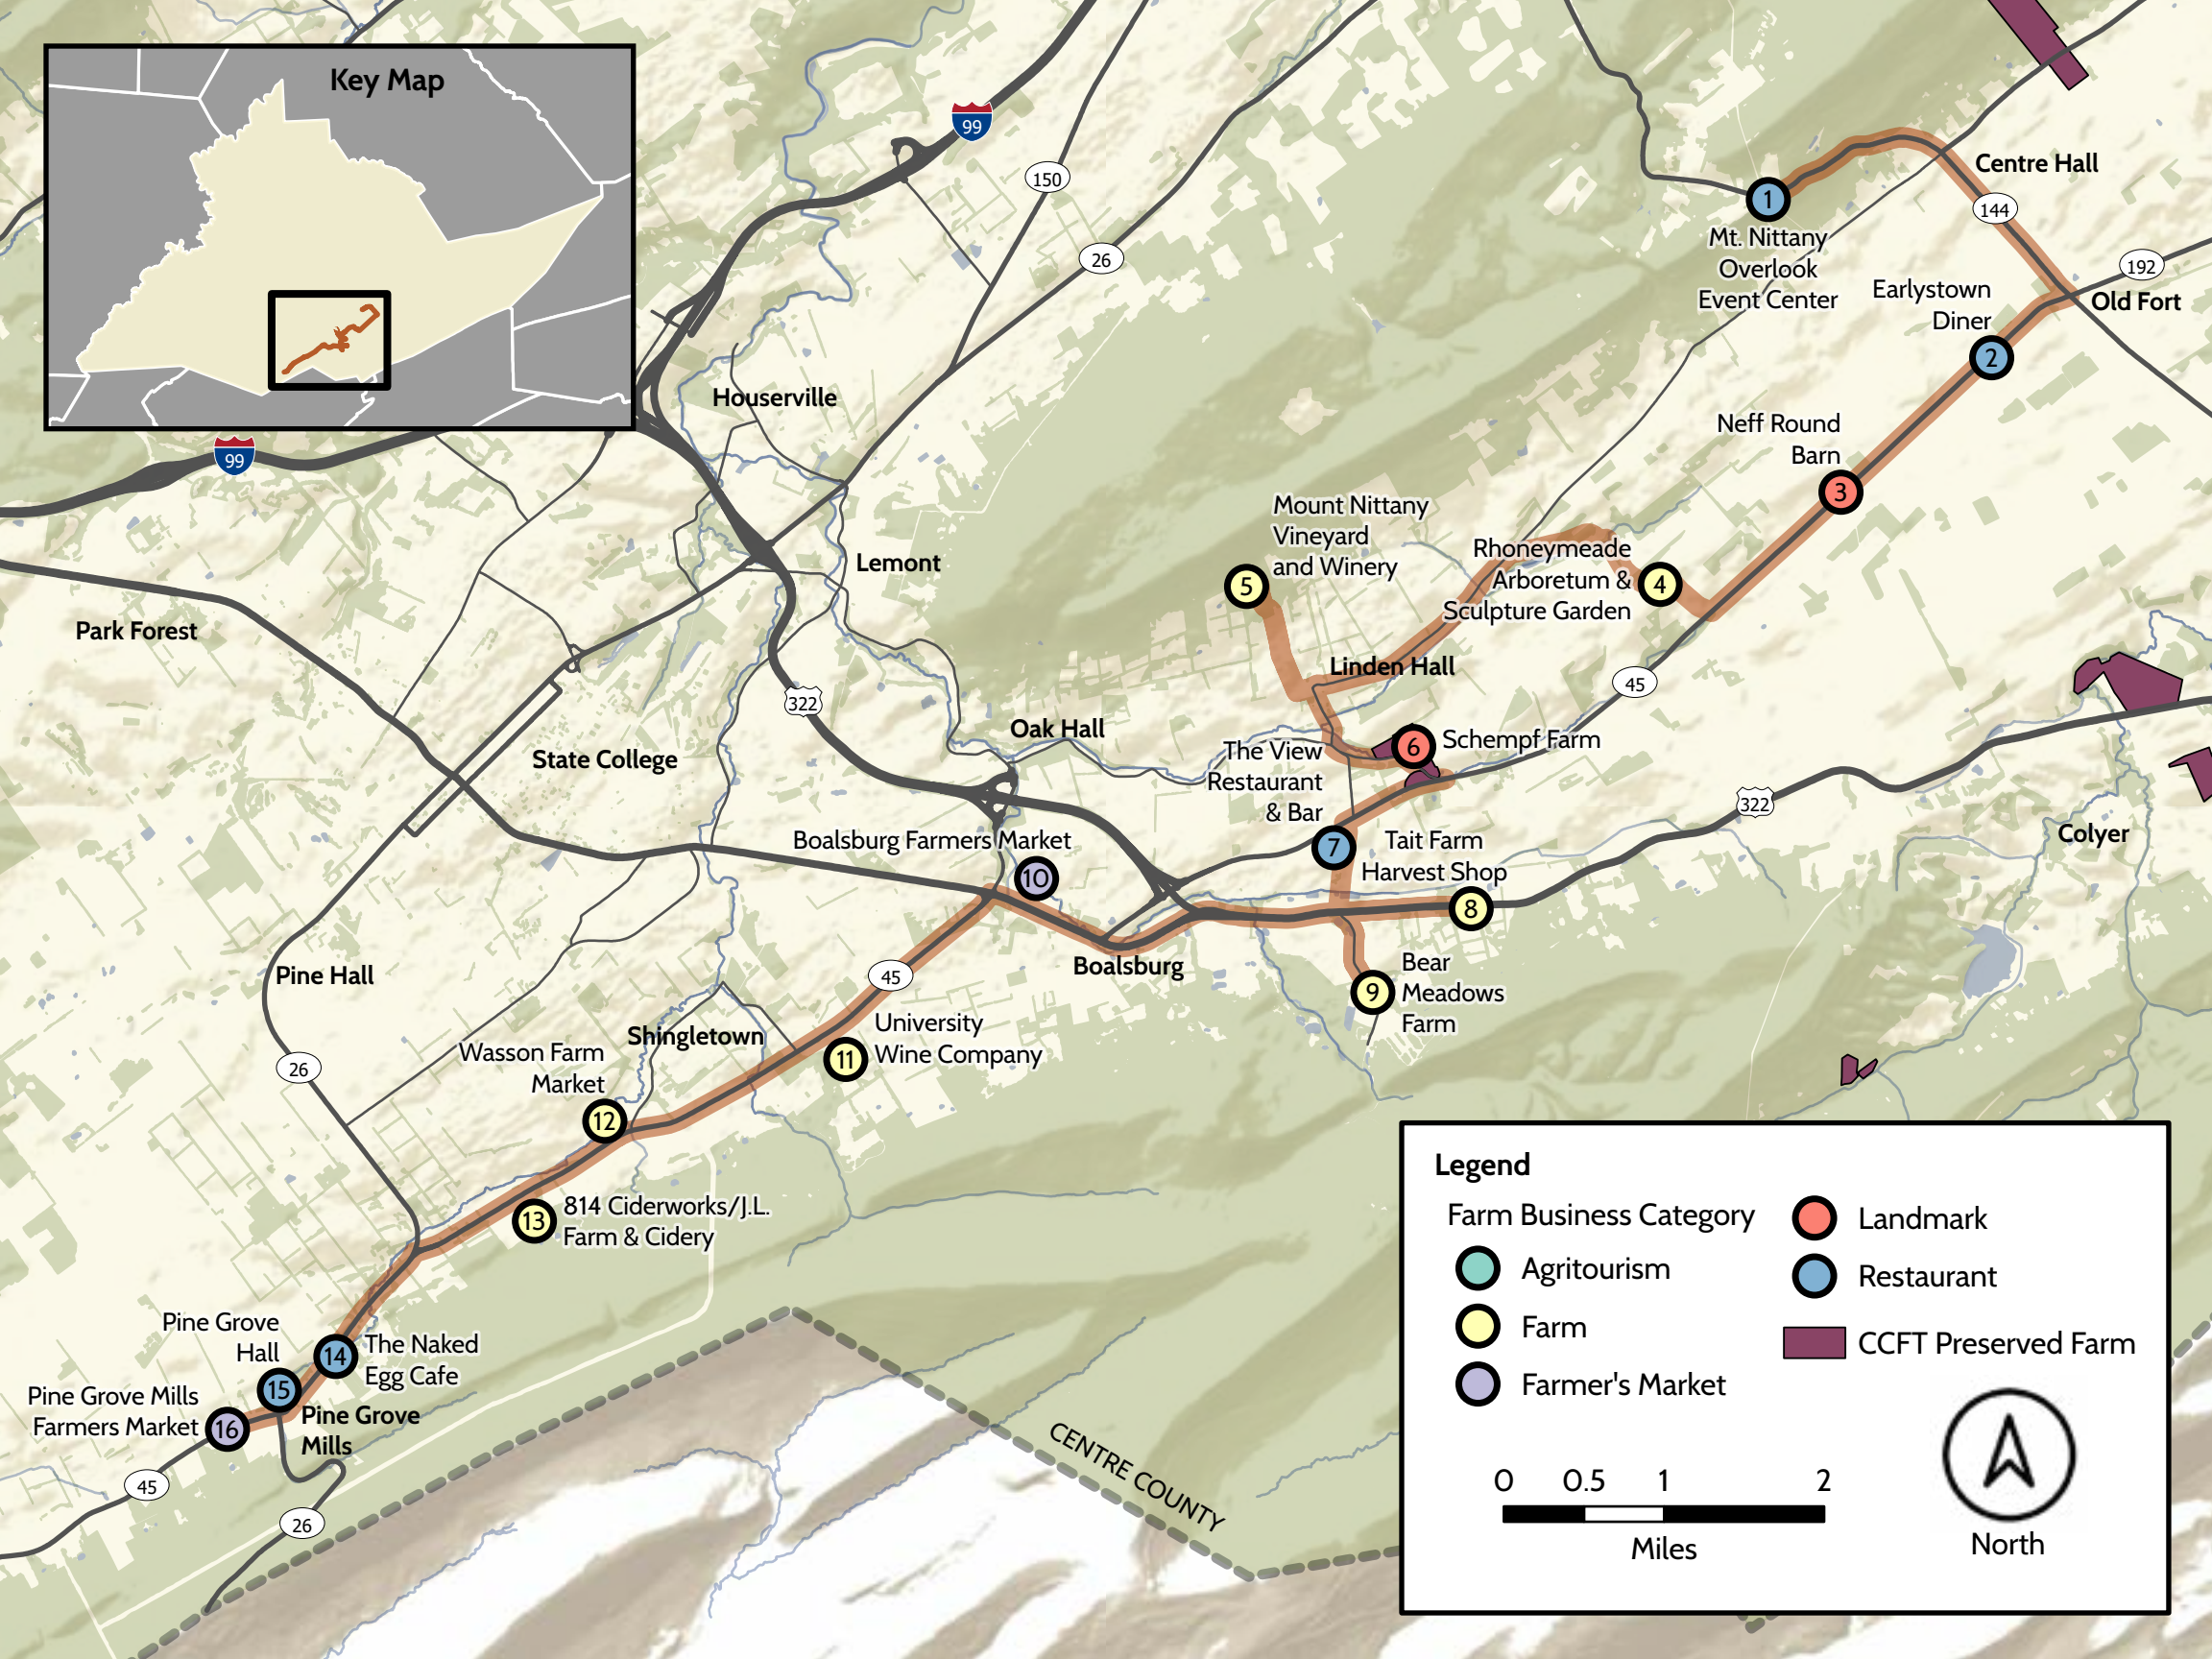 Key Map
99
150
26
1
Mt. Nittany
Overlook
Event Center
Centre Hall
144
192
Old Fort
Earlystown
Diner
2
Houserville
Neff Round
Barn
3
99
Mount Nittany
Vineyard
and Winery
5
Rhoneymeade
Arboretum &
Sculpture Garden
4
Lemont
Park Forest
Linden Hall
45
322
Oak Hall
State College
The View
Restaurant
& Bar
6
Schempf Farm
322
Colyer
Boalsburg Farmers Market
10
7
Tait Farm
Harvest Shop
8
Boalsburg
Pine Hall
45
Bear
Meadows
Farm
9
University
Wine Company
11
Shingletown
Wasson Farm
Market
12
26
814 Ciderworks/J.L.
Farm & Cidery
13
Pine Grove
Hall
14
The Naked
Egg Cafe
15
Pine Grove Mills
Farmers Market
16
Pine Grove
Mills
45
26
CENTRE COUNTY
Legend
Farm Business Category
Agritourism
Farm
Farmer's Market
Landmark
Restaurant
CCFT Preserved Farm
0 0.5 1 2
Miles
North